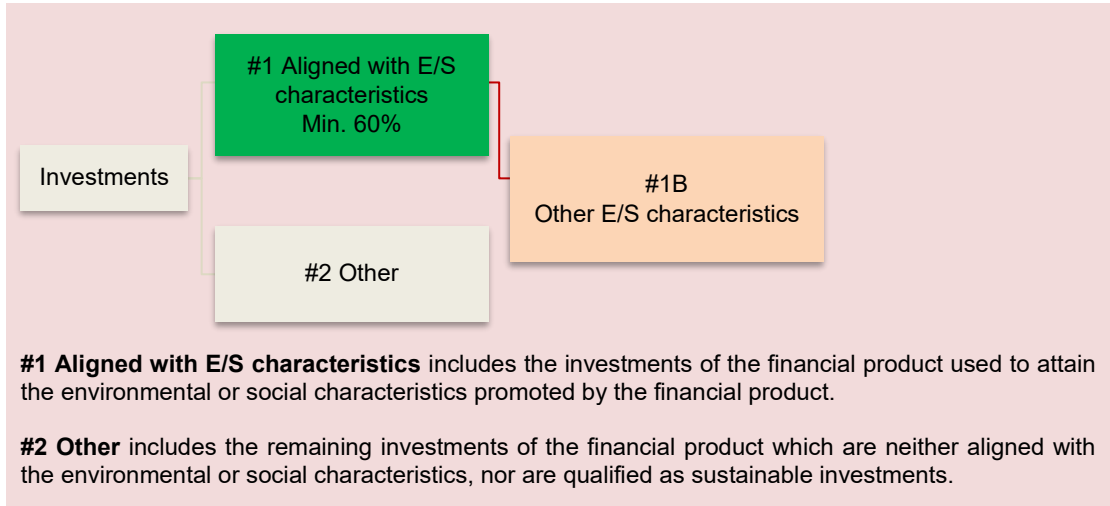 #1 Aligned with E/S
characteristics
Min. 60%
Investments
#1B
Other E/S characteristics
#2 Other
#1 Aligned with E/S characteristics includes the investments of the financial product used to attain
the environmental or social characteristics promoted by the financial product.
#2 Other includes the remaining investments of the financial product which are neither aligned with
the environmental or social characteristics, nor are qualified as sustainable investments.